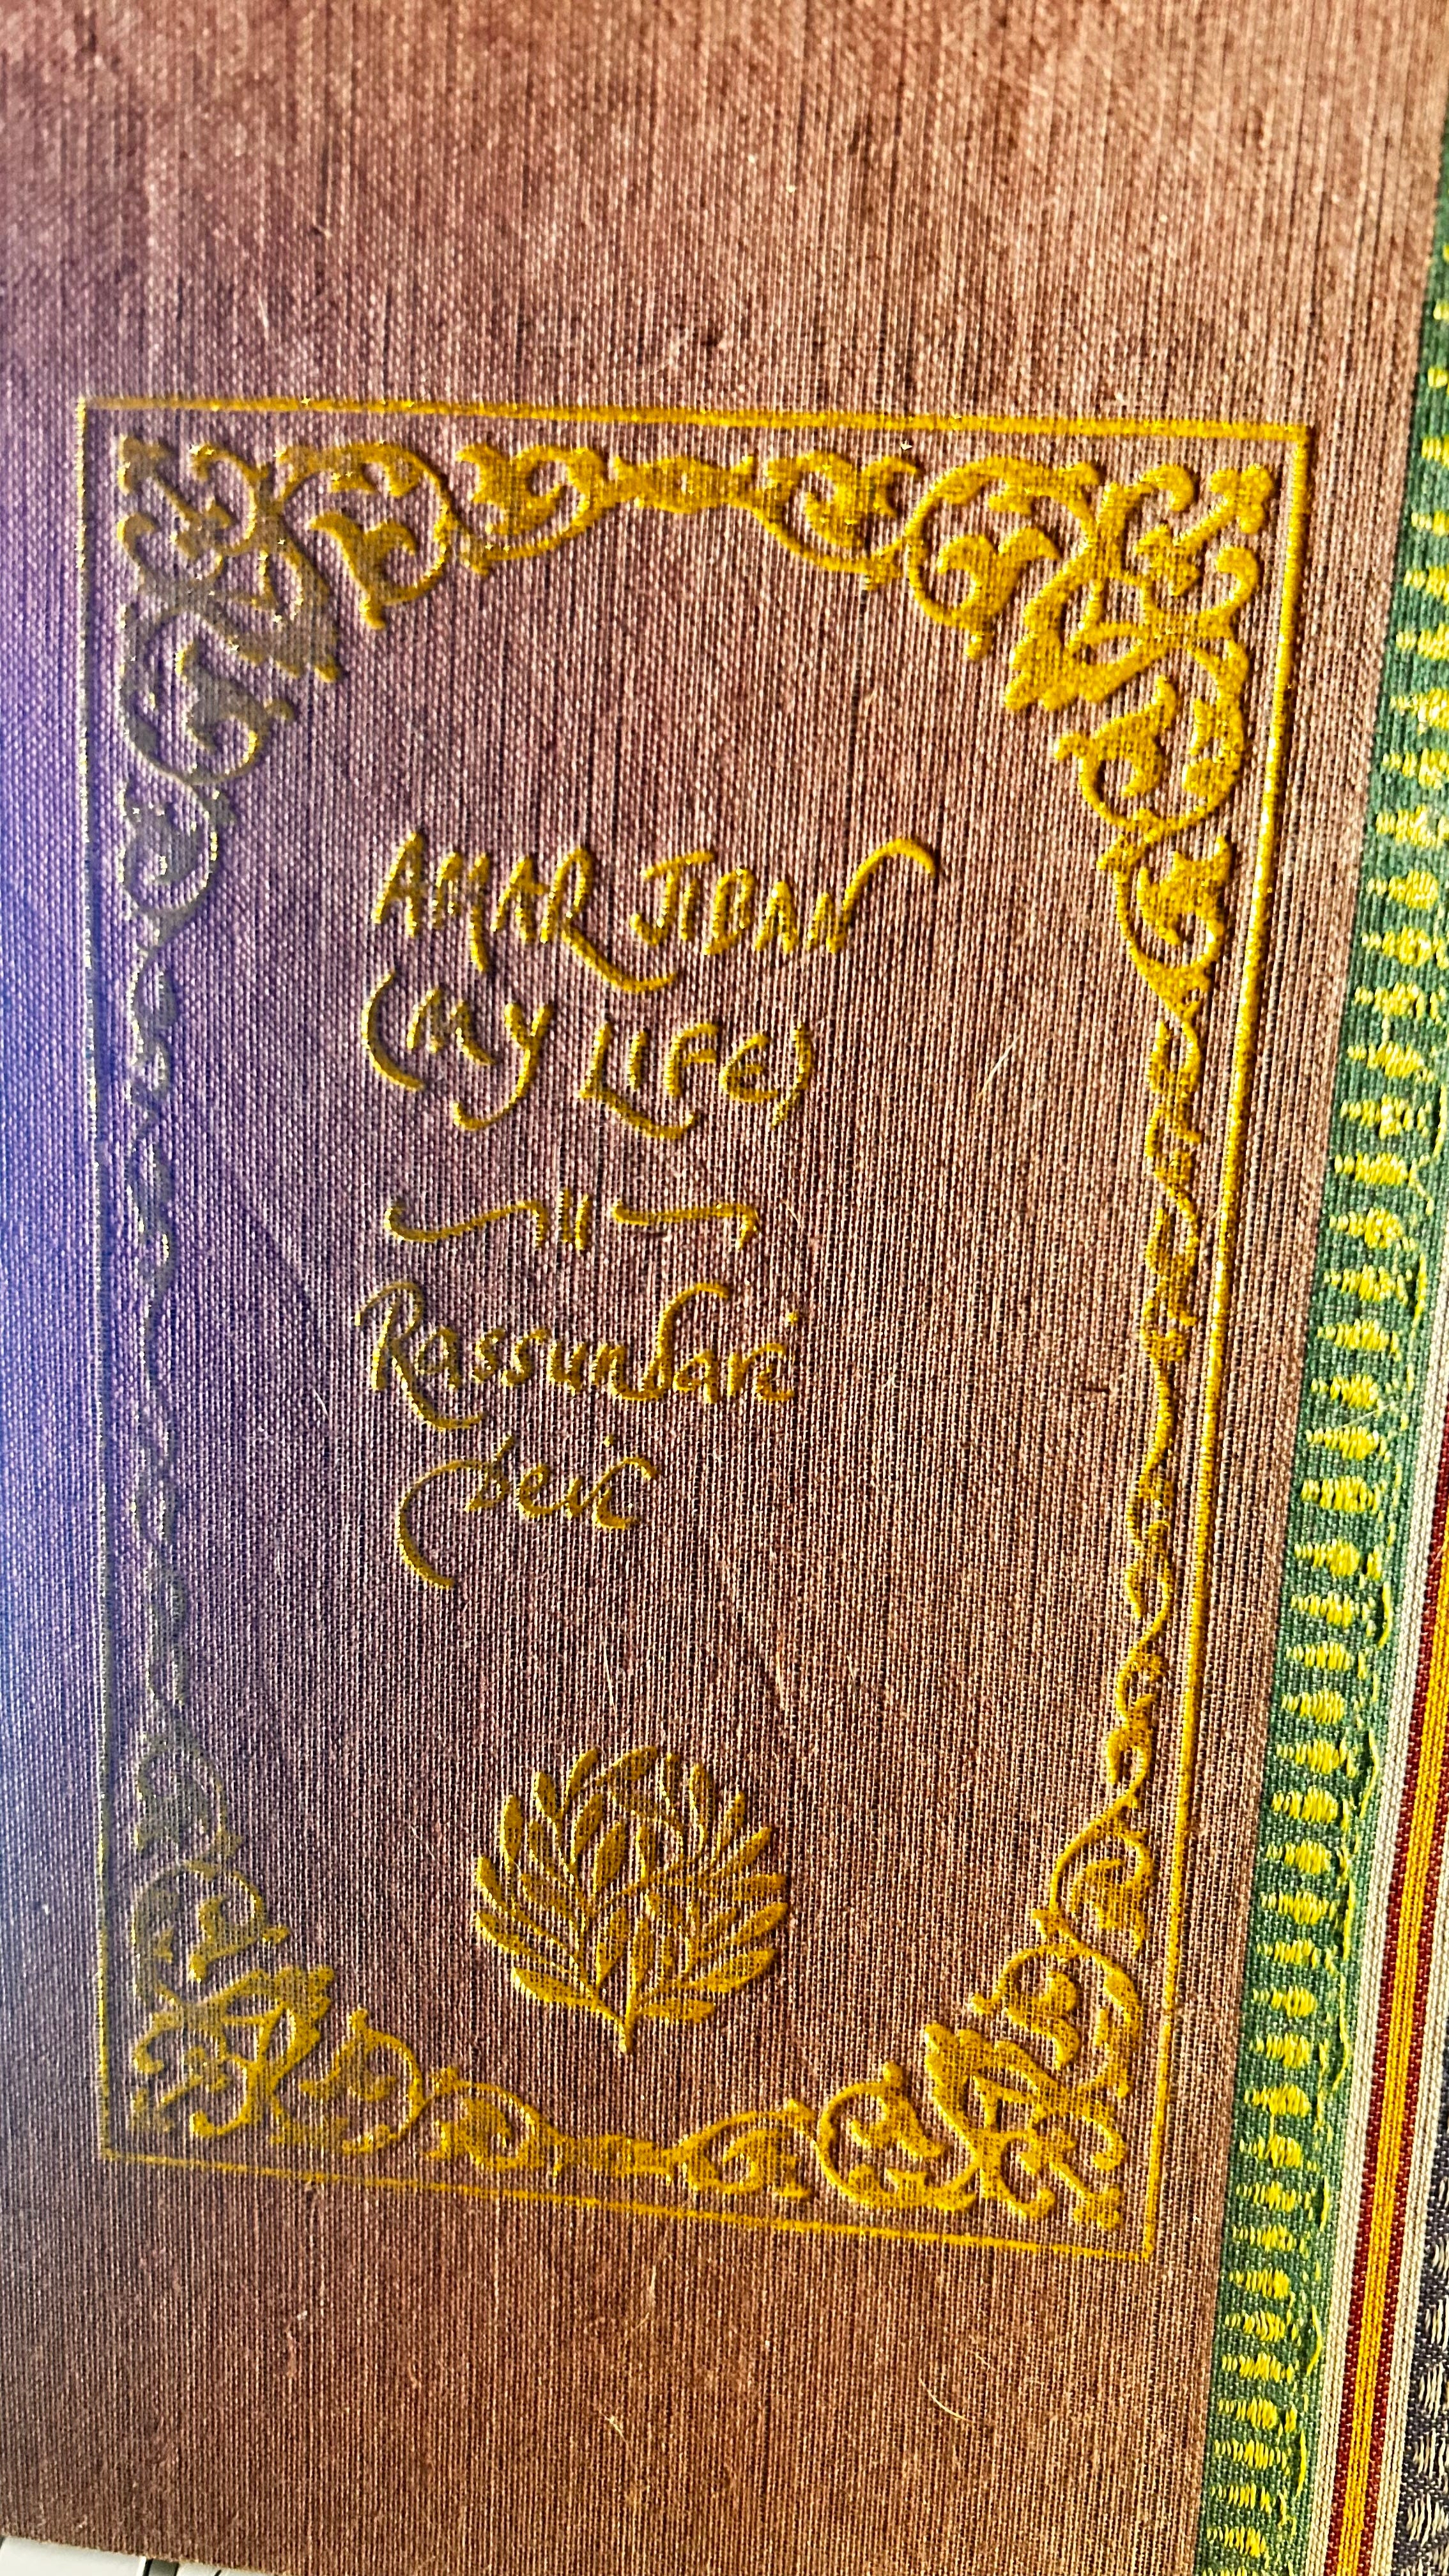 AMAR JIBAN
(MY LIFE)
Rassundari
Devi